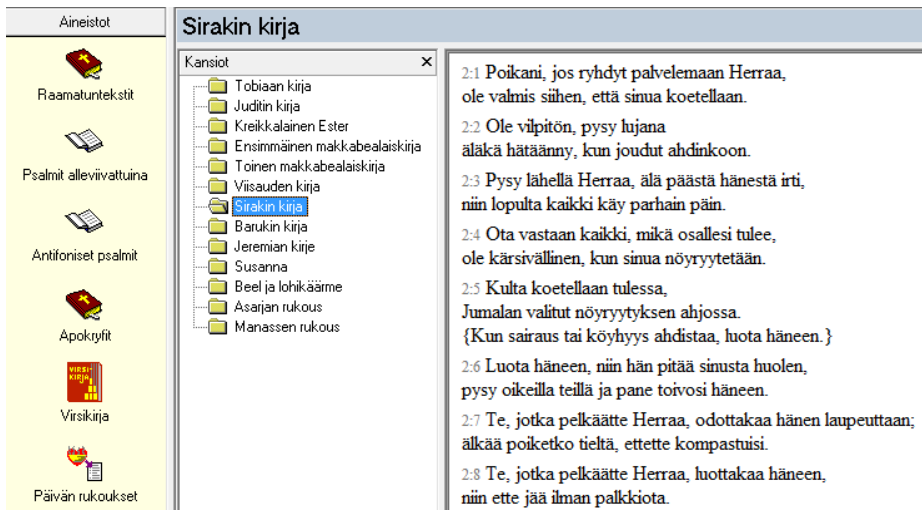 Aineistot
Raamatuntekstit
Psalmit alleviivattuina
Antifoniset psalmit
Apokryfit
VIRSI-
KIRJA
Virsikirja
Päivän rukoukset
Sirakin kirja
Kansiot
Tobiaan kirja
Juditin kirja
Kreikkalainen Ester
Ensimmäinen makkabealaiskirja
Toinen makkabealaiskirja
Viisauden kirja
Sirakin kirja
Barukin kirja
Jeremian kirje
Susanna
Beel ja lohikäärme
Asarjan rukous
Manassen rukous
2:1 Poikani, jos ryhdyt palvelemaan Herraa,
ole valmis siihen, että sinua koetellaan.
2:2 Ole vilpitön, pysy lujana
äläkä hätäänny, kun joudut ahdinkoon.
2:3 Pysy lähellä Herraa, älä päästä hänestä irti,
niin lopulta kaikki käy parhain päin.
2:4 Ota vastaan kaikki, mikä osallesi tulee,
ole kärsivällinen, kun sinua nöyryytetään.
2:5 Kulta koetellaan tulessa,
Jumalan valitut nöyryytyksen ahjossa.
{Kun sairaus tai köyhyys ahdistaa, luota häneen.}
2:6 Luota häneen, niin hän pitää sinusta huolen,
pysy oikeilla teillä ja pane toivosi häneen.
2:7 Te, jotka pelkäätte Herraa, odottakaa hänen laupeuttaan;
älkää poiketko tieltä, ettette kompastuisi.
2:8 Te, jotka pelkäätte Herraa, luottakaa häneen,
niin ette jää ilman palkkiota.